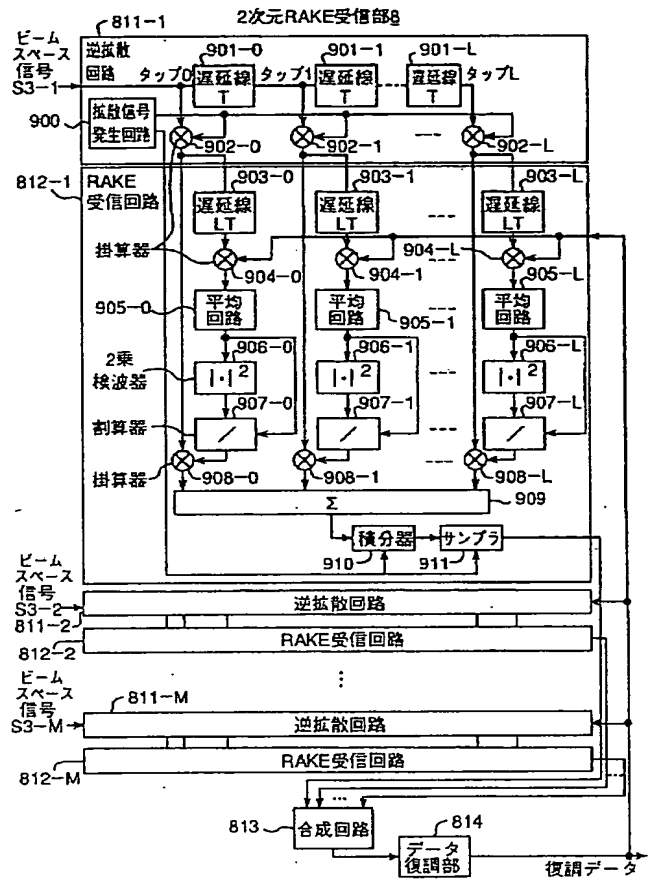 2次元RAKE受信部8
811-1
ビーム
スペース
信号
S3-1
逆拡散
回路
タップ0
901-0
遅延線
T
タップ1
901-1
遅延線
T
901-L
遅延線
T
タップL
900
拡散信号
発生回路
902-0
902-1
902-L
812-1
RAKE
受信回路
903-0
遅延線
LT
903-1
遅延線
LT
903-L
遅延線
LT
掛算器
904-0
904-1
904-L
905-0
平均
回路
平均
回路
905-1
905-L
平均
回路
2乗
検波器
906-0
|・|2
906-1
|・|2
906-L
|・|2
割算器
907-0
907-1
907-L
掛算器
908-0
908-1
908-L
Σ
909
積分器
910
サンプラ
911
ビーム
スペース
信号
S3-2
逆拡散回路
811-2
RAKE受信回路
812-2
ビーム
スペース
信号
S3-M
811-M
逆拡散回路
RAKE受信回路
812-M
813
合成回路
814
データ
復調部
復調データ